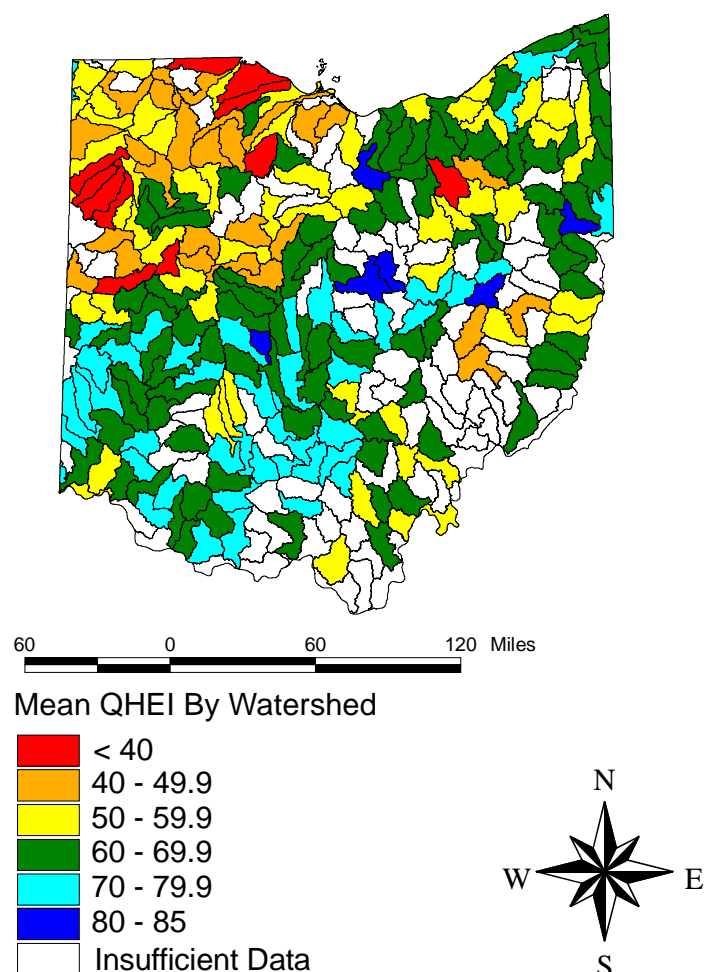 60 0 60 120 Miles
Mean QHEI By Watershed
< 40
40 - 49.9
50 - 59.9
60 - 69.9
70 - 79.9
80 - 85
Insufficient Data
N
W E
S